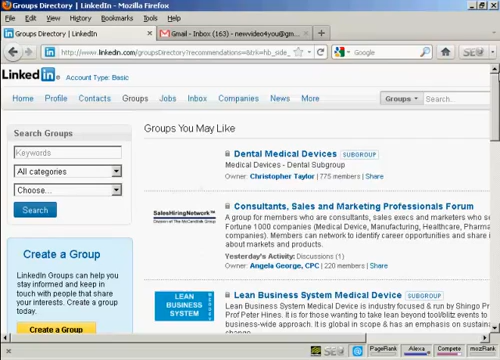 Groups Directory | LinkedIn - Mozilla Firefox
File Edit View History Bookmarks Tools Help
Groups Directory | LinkedIn
Gmail - Inbox (163) - newvideo4you@gm...
http://www.linkedin.com/groupsDirectory?recommendations=&trk=hb_side_
Google
LinkedIn Account Type: Basic
Home Profile Contacts Groups Jobs Inbox Companies News More
Groups Search...
Search Groups
Keywords
All categories
Choose...
Search
Create a Group
LinkedIn Groups can help you
stay informed and keep in
touch with people that share
your interests. Create a group
today.
Create a Group
Groups You May Like
Dental Medical Devices SUBGROUP
Medical Devices - Dental Subgroup
Owner: Christopher Taylor | 775 members | Share
SalesHiringNetwork
Consultants, Sales and Marketing Professionals Forum
A group for members who are consultants, sales execs and marketers who se
Fortune 1000 companies (Medical Device, Manufacturing, Healthcare, Pharma
companies). Members can network to identify career opportunities and share i
about markets and products.
Yesterday's Activity: Discussions (1)
Owner: Angela George, CPC | 220 members | Share
LEAN
BUSINESS
SYSTEM
Lean Business System Medical Device SUBGROUP
Lean Business System Medical Device is industry focused & run by Shingo Pr
Prof Peter Hines. It is for those wanting to take lean beyond tool/blitz events to
business-wide approach. It is global in scope & has an emphasis on sustaina
PageRank Alexa Compete mozRank